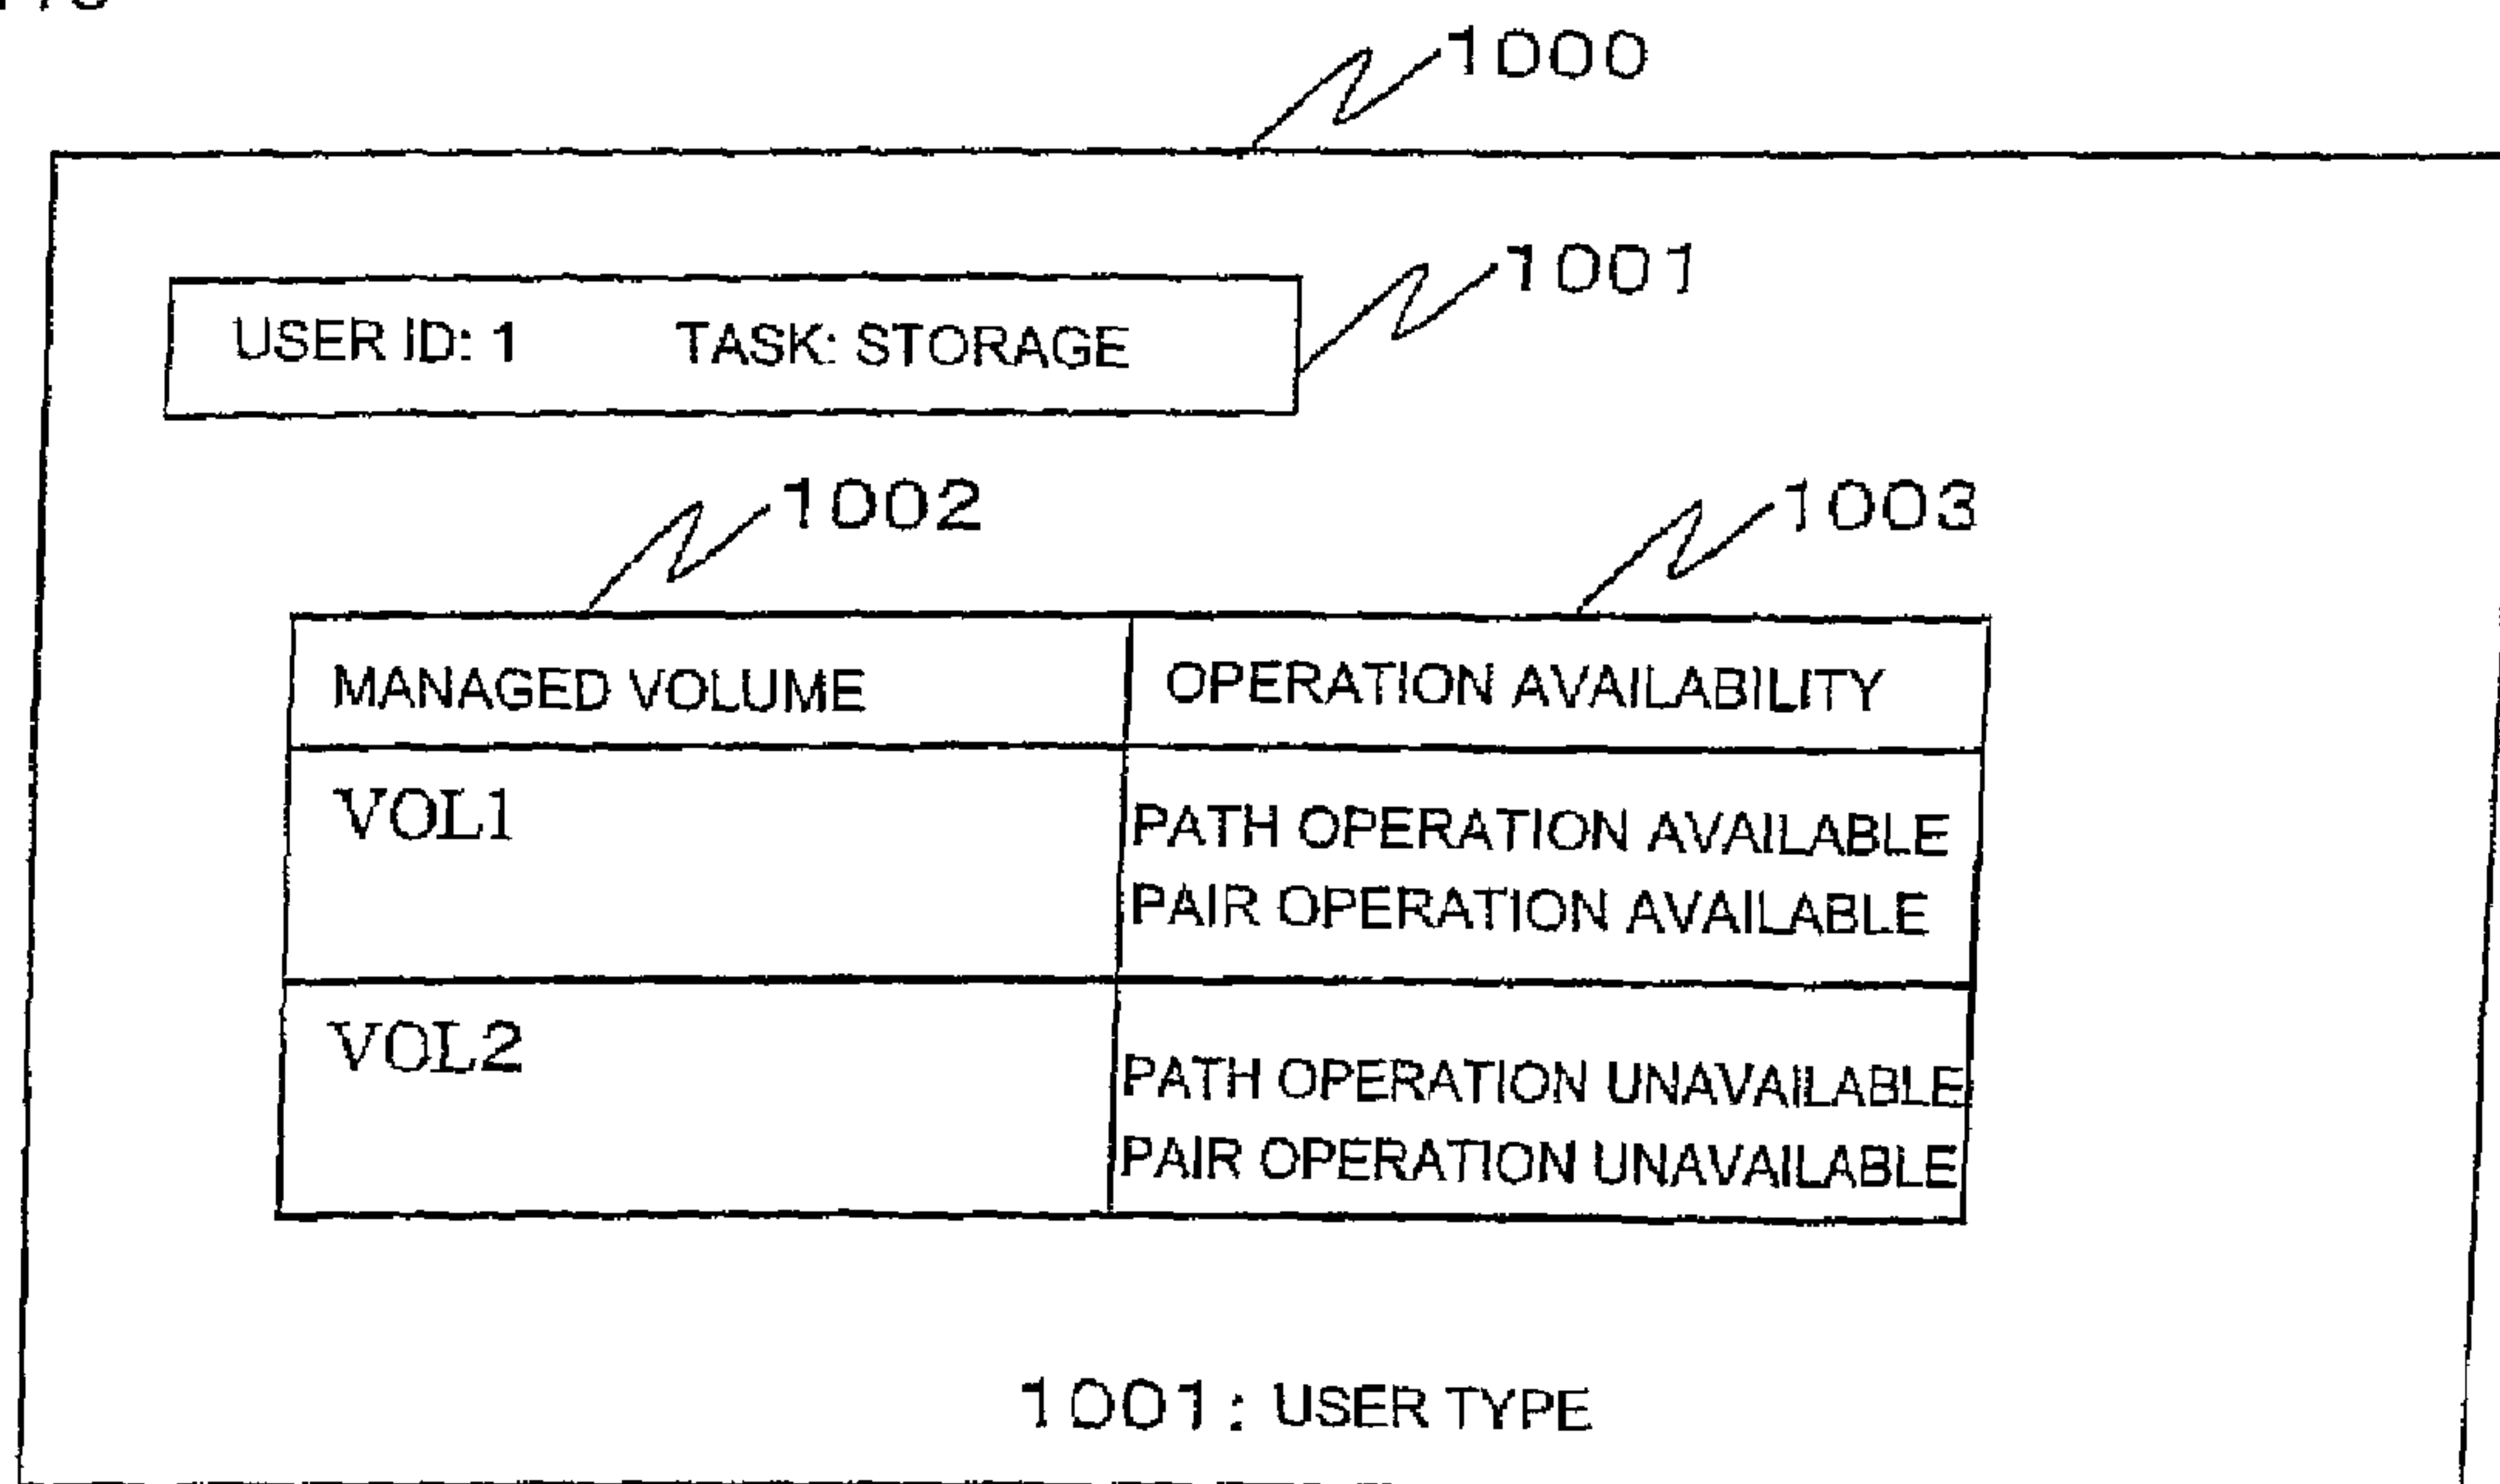 1000
1001
USER ID: 1 TASK: STORAGE
1002 1003
MANAGED VOLUME OPERATION AVAILABILITY
VOL1 PATH OPERATION AVAILABLE
PAIR OPERATION AVAILABLE
VOL2 PATH OPERATION UNAVAILABLE
PAIR OPERATION UNAVAILABLE
1001: USER TYPE